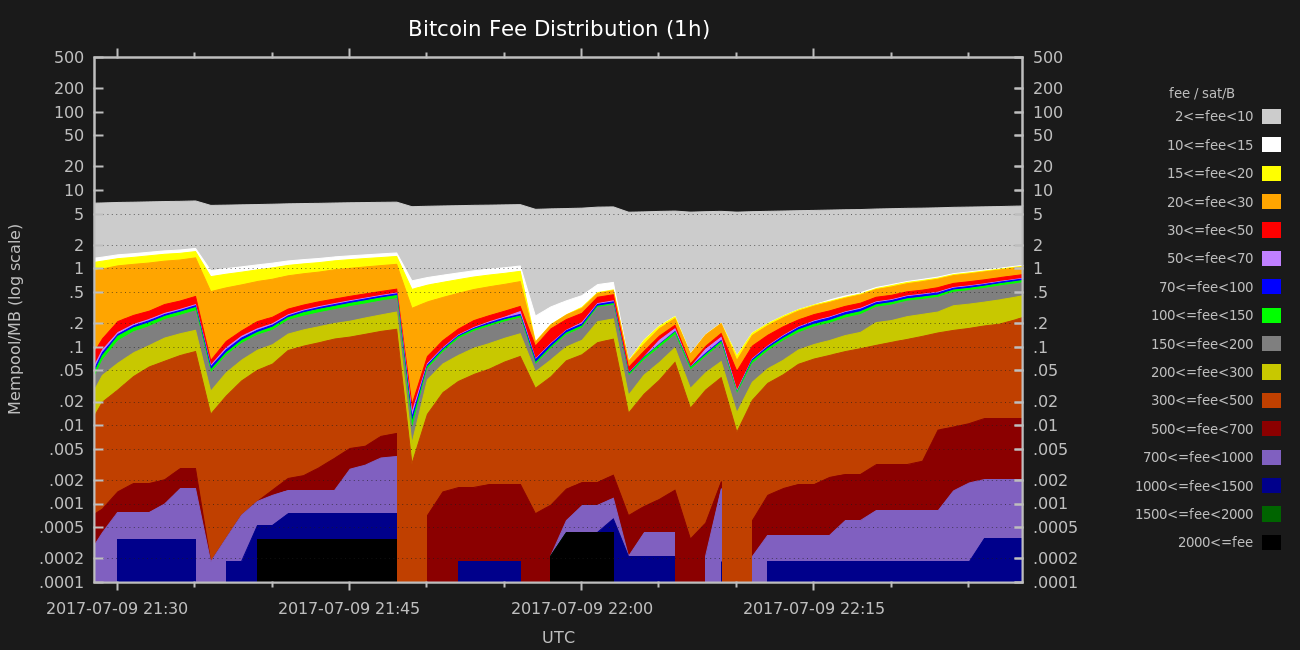 Bitcoin Fee Distribution (1h)
500 500
200 200
100 100
50 50
20 20
10 10
5 5
2 2
1 1
.5 .5
.2 .2
.1 .1
.05 .05
.02 .02
.01 .01
.005 .005
.002 .002
.001 .001
.0005 .0005
.0002 .0002
.0001 .0001
Mempool/MB (log scale)
2017-07-09 21:30 2017-07-09 21:45 2017-07-09 22:00 2017-07-09 22:15
UTC
fee / sat/B
2<=fee<10
10<=fee<15
15<=fee<20
20<=fee<30
30<=fee<50
50<=fee<70
70<=fee<100
100<=fee<150
150<=fee<200
200<=fee<300
300<=fee<500
500<=fee<700
700<=fee<1000
1000<=fee<1500
1500<=fee<2000
2000<=fee